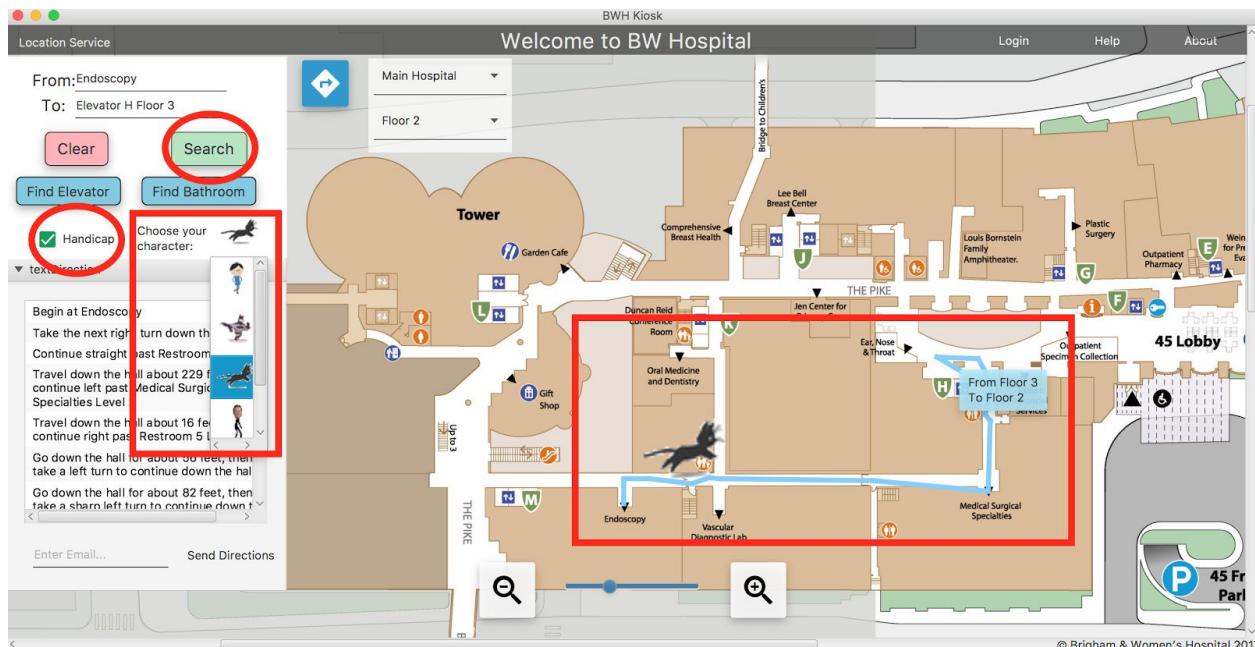 BWH Kiosk
Location Service
Welcome to BW Hospital
Login
Help
About
From: Endoscopy
To: Elevator H Floor 3
Clear
Search
Find Elevator
Find Bathroom
Handicap
Choose your
character:
Begin at Endoscopy
Take the next right turn down th
Continue straight past Restroom
Travel down the hall about 229 f
continue left past Medical Surgic
Specialties Level
Travel down the hall about 16 fee
continue right past Restroom 5 L
Go down the hall for about 56 feet, then
take a left turn to continue down the hal
Go down the hall for about 82 feet, then
take a sharp left turn to continue down t
Enter Email...
Send Directions
Main Hospital
Floor 2
Bridge to Children's
Tower
Garden Cafe
Lee Bell
Breast Center
Comprehensive
Breast Health
J
Louis Bornstein
Family
Amphitheater.
Plastic
Surgery
G
Outpatient
Pharmacy
E
Wein
for Pre
Eva
THE PIKE
L
Duncan Reid
Conference
Room
K
Jen Center for
i
F
Ear, Nose
& Throat
Outpatient
Specimen Collection
45 Lobby
Oral Medicine
and Dentistry
H
From Floor 3
To Floor 2
Services
Gift
Shop
Up to 3
M
THE PIKE
Endoscopy
Vascular
Diagnostic Lab
Medical Surgical
Specialties
P
45 Fr
Parl
© Brigham & Women's Hospital 201